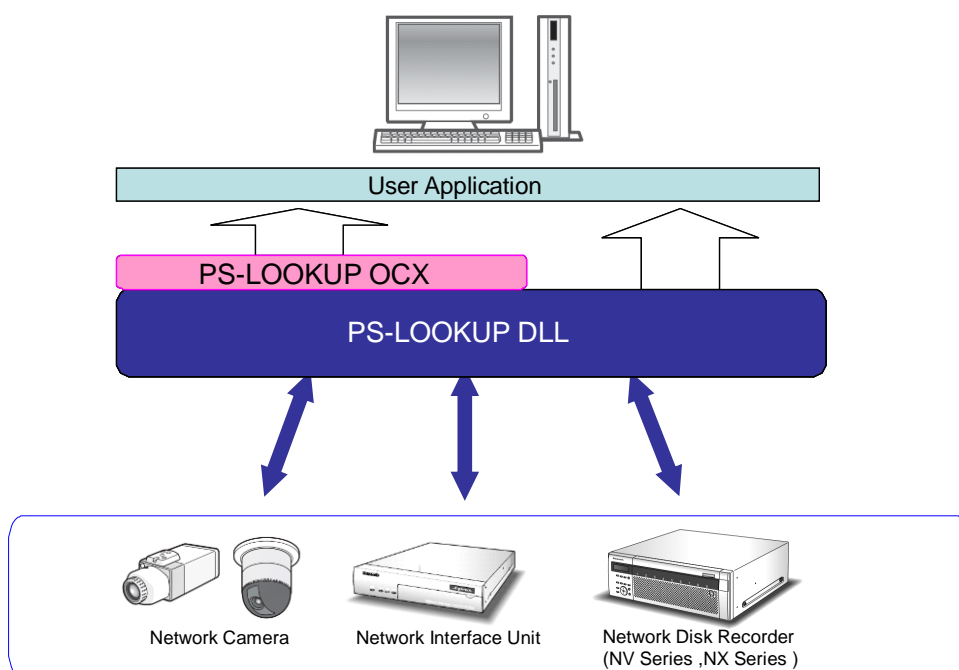 User Application
PS-LOOKUP OCX
PS-LOOKUP DLL
Network Camera
Network Interface Unit
Network Disk Recorder
(NV Series ,NX Series )